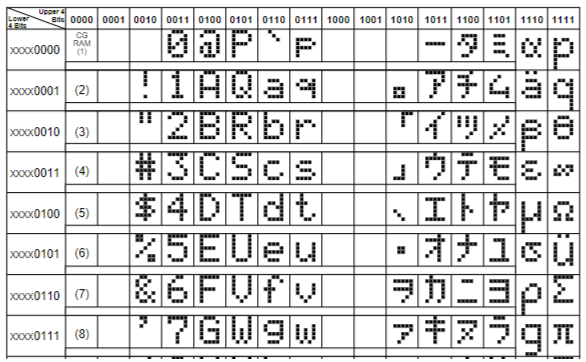 Upper 4 Bits
Lower 4 Bits
0000 0001 0010 0011 0100 0101 0110 0111 1000 1001 1010 1011 1100 1101 1110 1111
xxxx0000 CG RAM (1) 0 @ P ` p ー タ ミ α p
xxxx0001 (2) ! 1 A Q a q 。 ア チ ム ä q
xxxx0010 (3) " 2 B R b r 「 イ ツ メ β θ
xxxx0011 (4) # 3 C S c s 」 ウ テ モ ε ∞
xxxx0100 (5) $ 4 D T d t 、 エ ト ヤ μ Ω
xxxx0101 (6) % 5 E U e u ・ オ ナ ユ σ ü
xxxx0110 (7) & 6 F V f v ヲ カ ニ ヨ ρ Σ
xxxx0111 (8) ' 7 G W g w ァ キ ヌ ラ g π